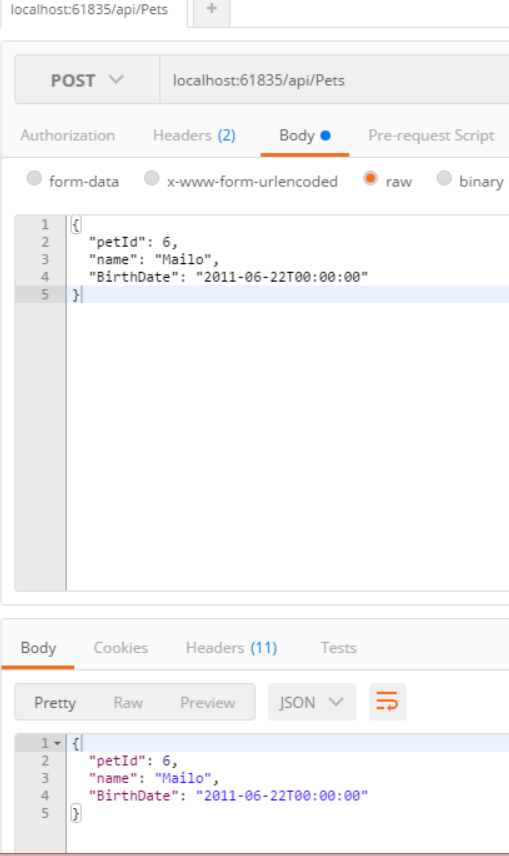 localhost:61835/api/Pets +
POST localhost:61835/api/Pets
Authorization Headers (2) Body Pre-request Script
form-data x-www-form-urlencoded raw binary
1 {
2 "petId": 6,
3 "name": "Mailo",
4 "BirthDate": "2011-06-22T00:00:00"
5 }
Body Cookies Headers (11) Tests
Pretty Raw Preview JSON
1 {
2 "petId": 6,
3 "name": "Mailo",
4 "BirthDate": "2011-06-22T00:00:00"
5 }